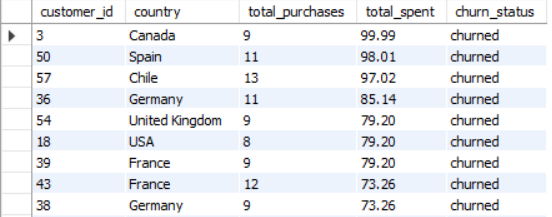 customer_id country total_purchases total_spent churn_status
3 Canada 9 99.99 churned
50 Spain 11 98.01 churned
57 Chile 13 97.02 churned
36 Germany 11 85.14 churned
54 United Kingdom 9 79.20 churned
18 USA 8 79.20 churned
39 France 9 79.20 churned
43 France 12 73.26 churned
38 Germany 9 73.26 churned